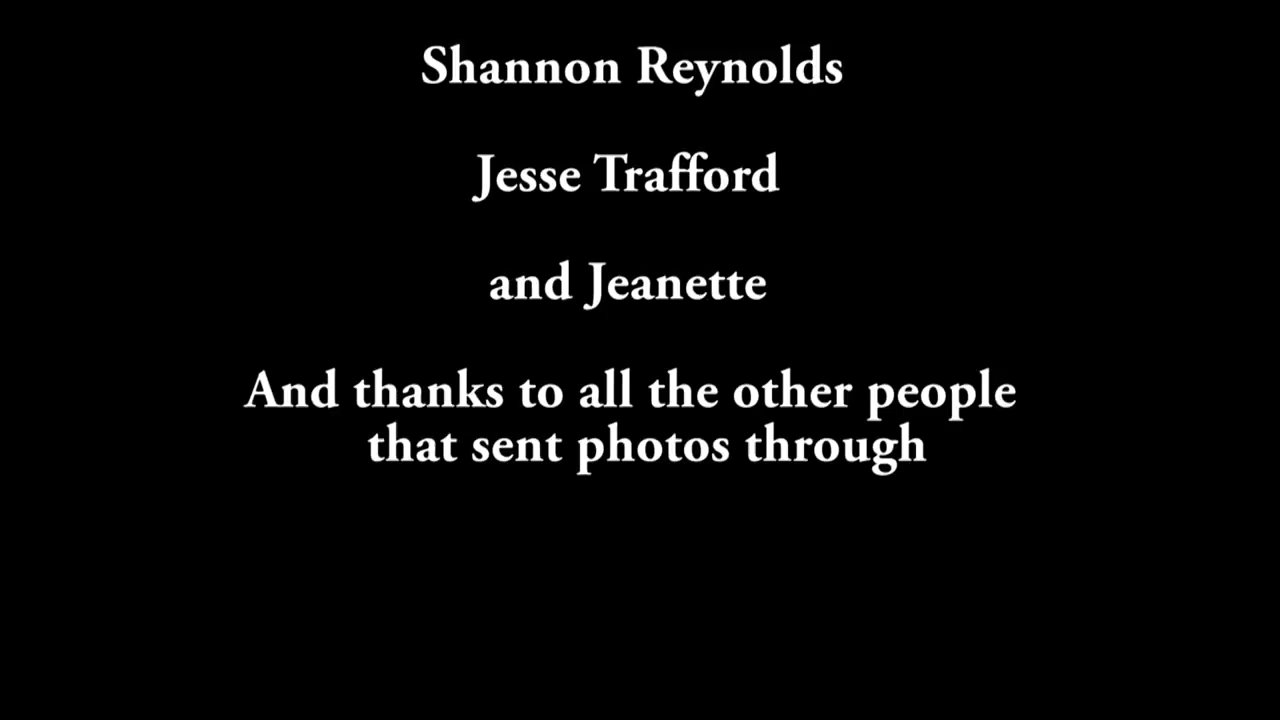 Shannon Reynolds
Jesse Trafford
and Jeanette
And thanks to all the other people
that sent photos through